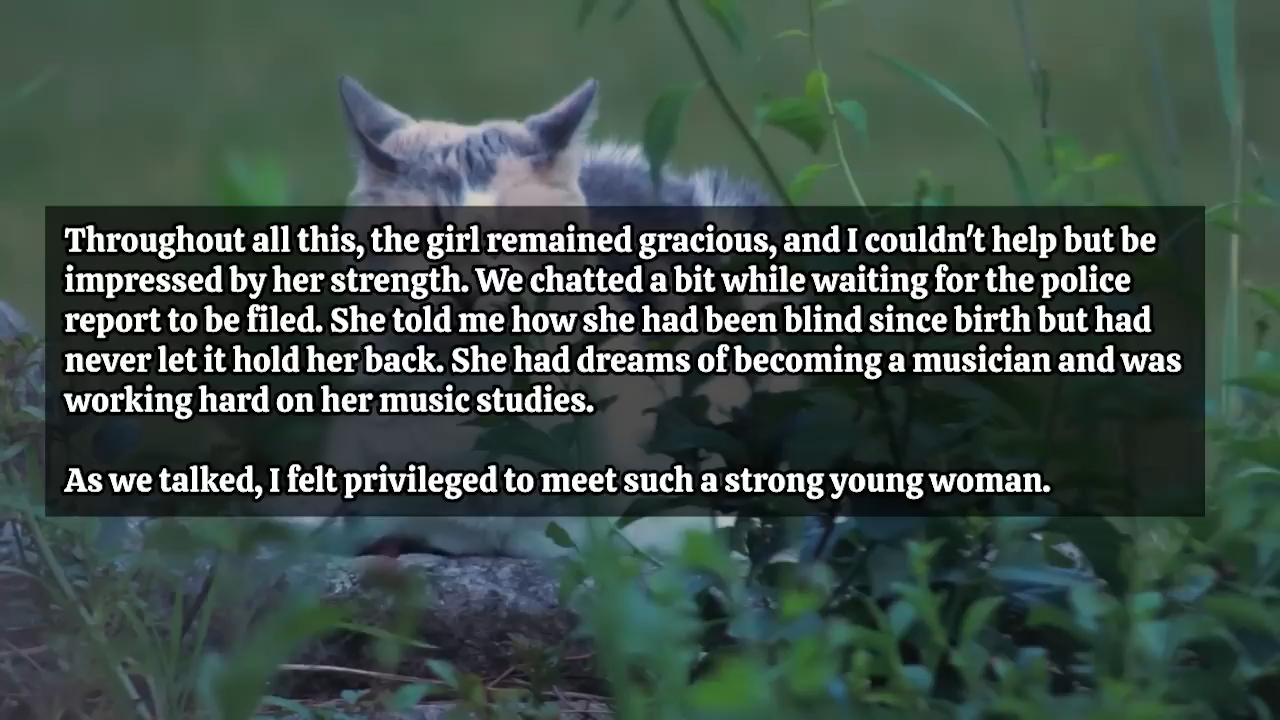 Throughout all this, the girl remained gracious, and I couldn't help but be
impressed by her strength. We chatted a bit while waiting for the police
report to be filed. She told me how she had been blind since birth but had
never let it hold her back. She had dreams of becoming a musician and was
working hard on her music studies.
As we talked, I felt privileged to meet such a strong young woman.